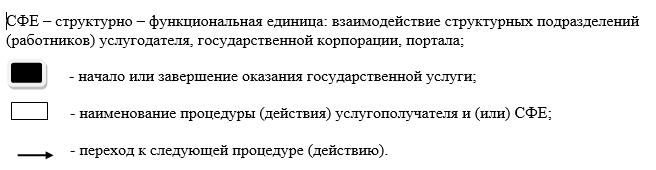 СФЕ – структурно – функциональная единица: взаимодействие структурных подразделений
(работников) услугодателя, государственной корпорации, портала;
- начало или завершение оказания государственной услуги;
- наименование процедуры (действия) услугополучателя и (или) СФЕ;
- переход к следующей процедуре (действию).